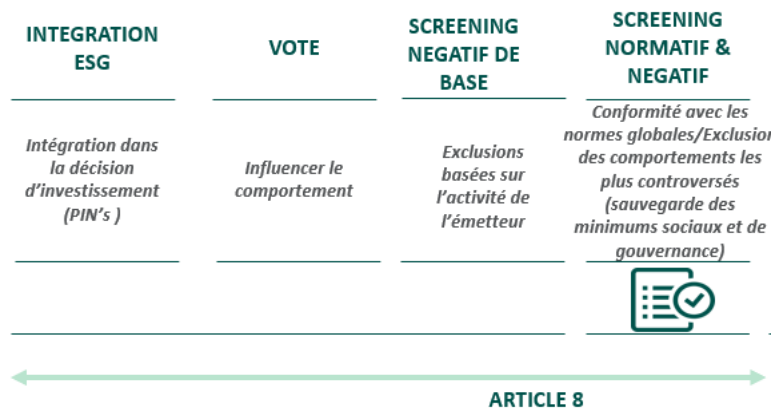 INTEGRATION
ESG
Intégration dans
la décision
d'investissement
(PIN's )
VOTE
Influencer le
comportement
SCREENING
NEGATIF DE
BASE
Exclusions
basées sur
l'activité de
l'émetteur
SCREENING
NORMATIF &
NEGATIF
Conformité avec les
normes globales/Exclusion
des comportements les
plus controversés
(sauvegarde des
minimums sociaux et de
gouvernance)
ARTICLE 8